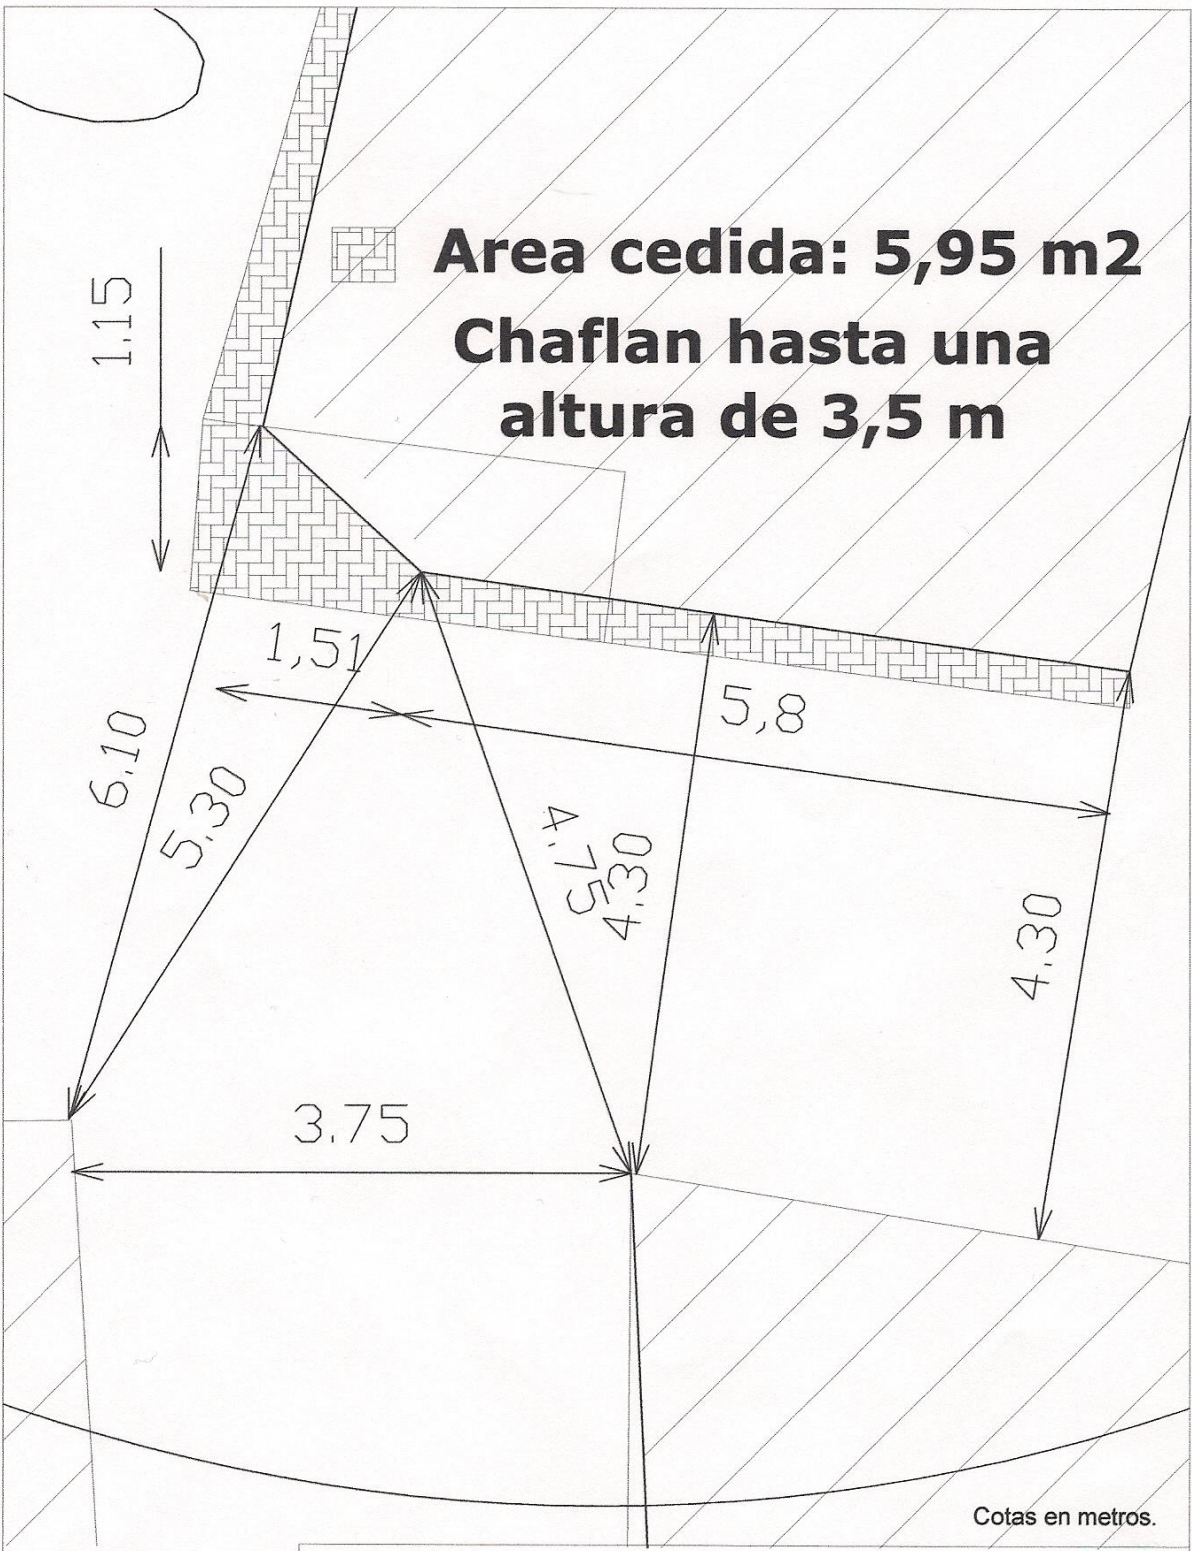 Area cedida: 5,95 m2
Chaflan hasta una
altura de 3,5 m
1.15
1,51
5,8
6.10
5.30
4.75
4.30
4.30
3.75
Cotas en metros.